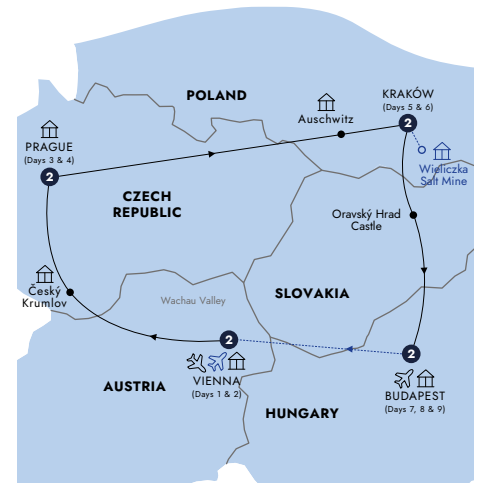 POLAND
KRAKÓW
(Days 5 & 6)
2
Auschwitz
PRAGUE
(Days 3 & 4)
2
Wieliczka
Salt Mine
CZECH
REPUBLIC
Oravský Hrad
Castle
Český
Krumlov
SLOVAKIA
Wachau Valley
2
2
VIENNA
(Days 1 & 2)
AUSTRIA
BUDAPEST
(Days 7, 8 & 9)
HUNGARY